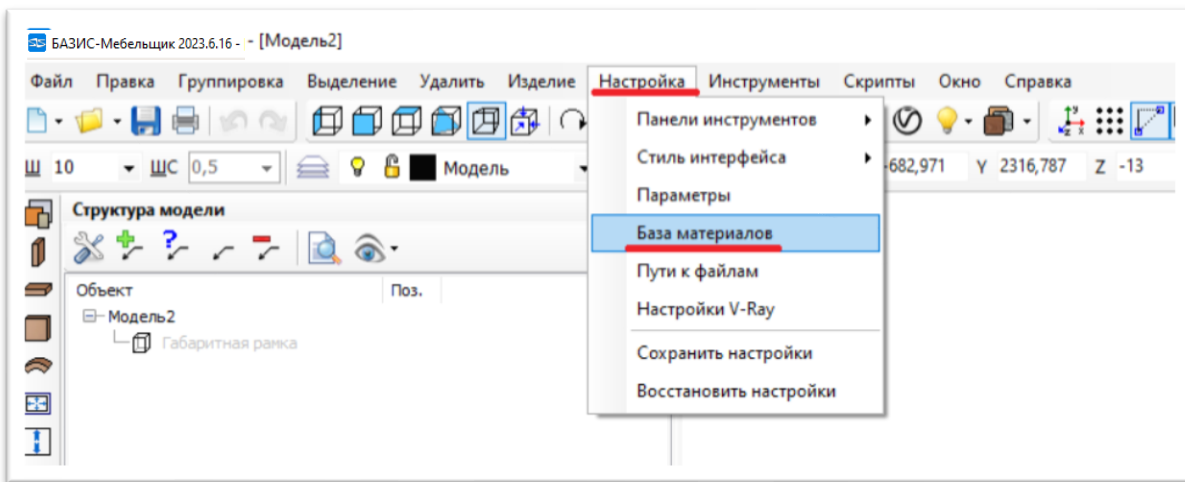 БАЗИС-Мебельщик 2023.6.16 - - [Модель2]
Файл Правка Группировка Выделение Удалить Изделие Настройка Инструменты Скрипты Окно Справка
Ш 10 ШС 0,5 Модель -682,971 Y 2316,787 Z -13
Панели инструментов
Стиль интерфейса
Параметры
База материалов
Пути к файлам
Настройки V-Ray
Сохранить настройки
Восстановить настройки
Структура модели
Объект Поз.
Модель2
Габаритная рамка